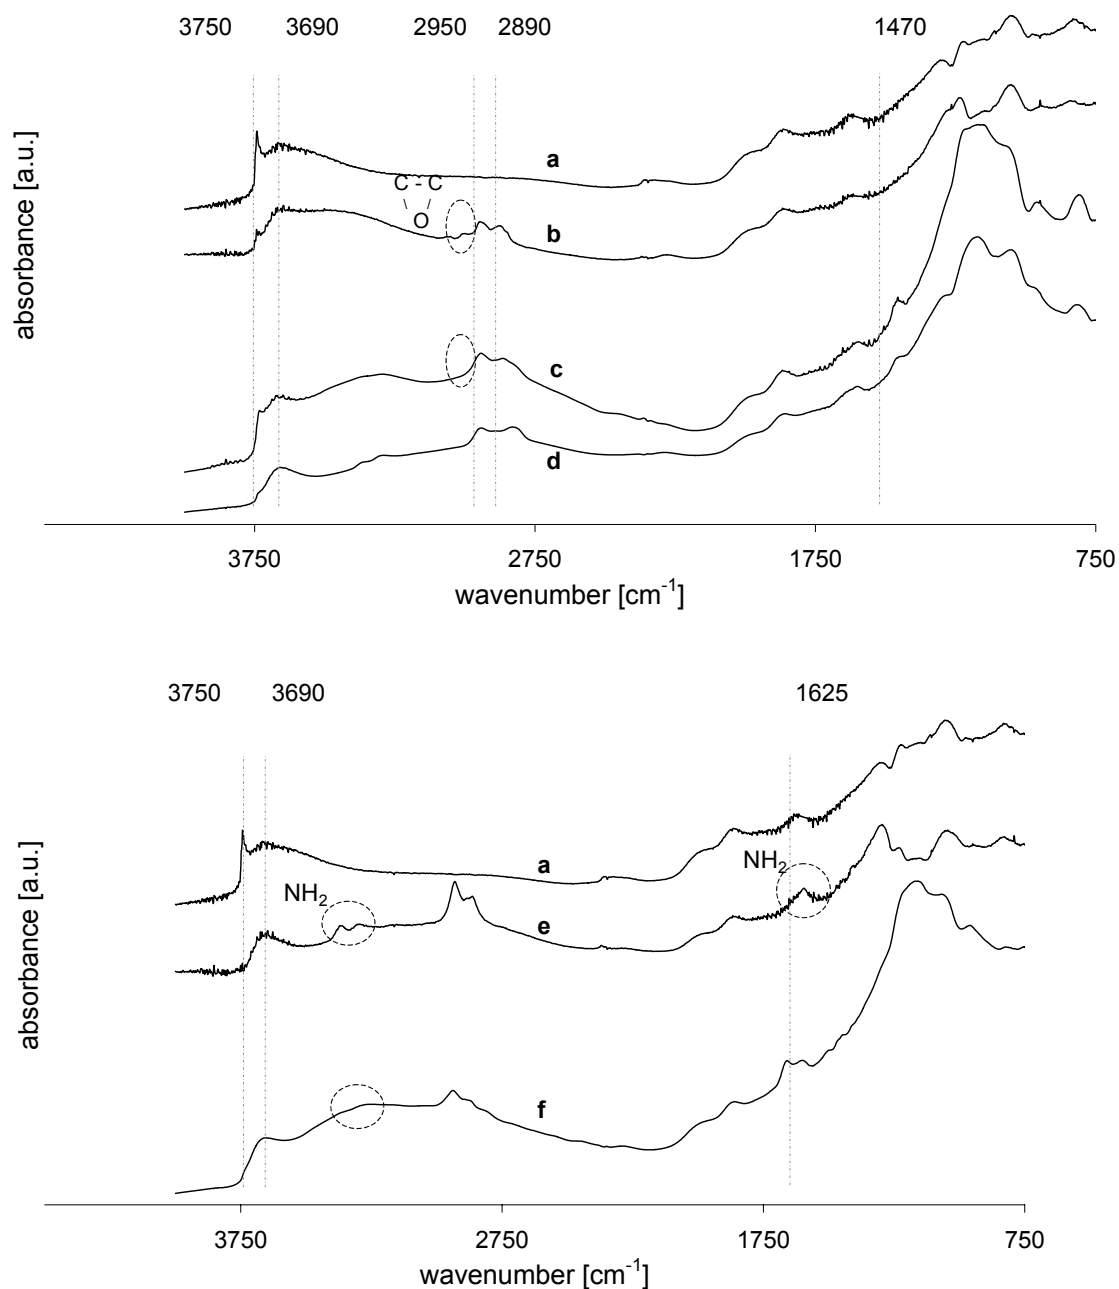 3750 3690 2950 2890 1470
absorbance [a.u.]
a
C - C
\ /
O
b
c
d
3750 2750 1750 750
wavenumber [cm⁻¹]
3750 3690 1625
absorbance [a.u.]
a
NH₂
NH₂
e
f
3750 2750 1750 750
wavenumber [cm⁻¹]